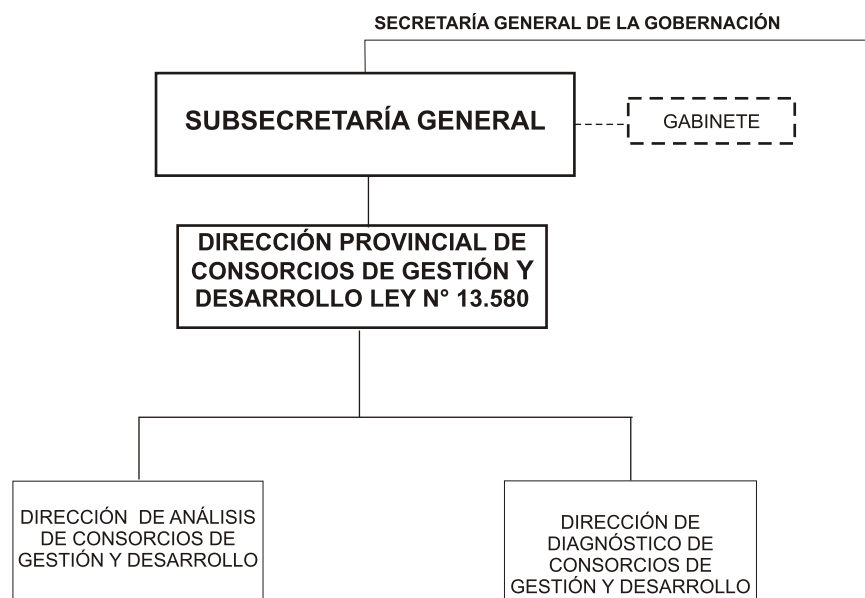 SECRETARÍA GENERAL DE LA GOBERNACIÓN
SUBSECRETARÍA GENERAL
GABINETE
DIRECCIÓN PROVINCIAL DE
CONSORCIOS DE GESTIÓN Y
DESARROLLO LEY N° 13.580
DIRECCIÓN DE ANÁLISIS
DE CONSORCIOS DE
GESTIÓN Y DESARROLLO
DIRECCIÓN DE
DIAGNÓSTICO DE
CONSORCIOS DE
GESTIÓN Y DESARROLLO